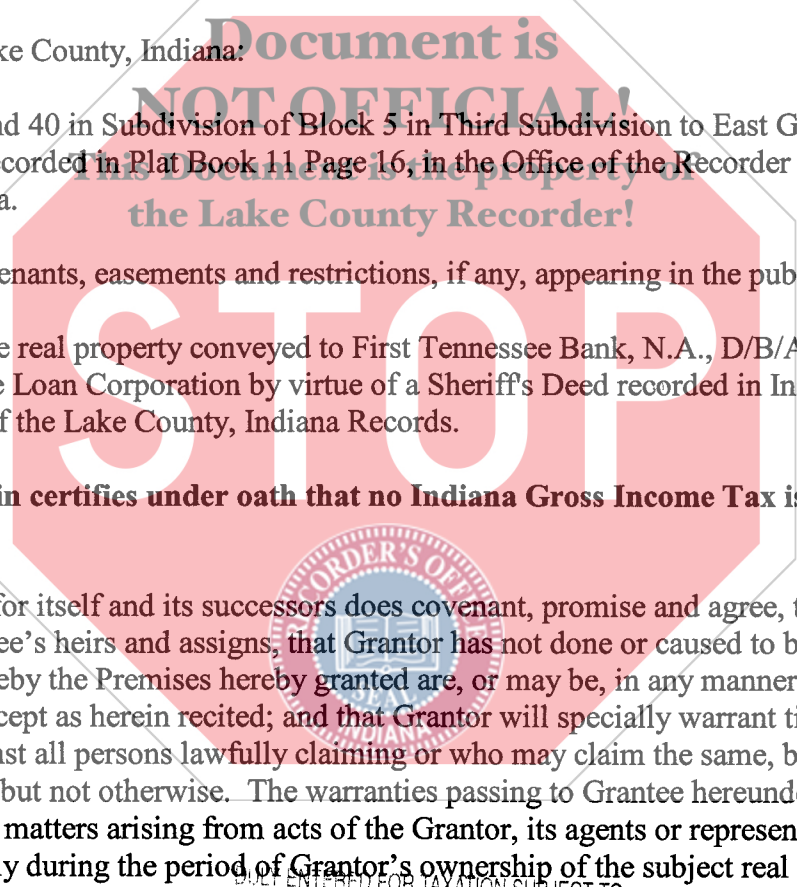 Document is
ke County, Indiana:
NOT OFFICIAL!
nd 40 in Subdivision of Block 5 in Third Subdivision to East G
This Document is the property of
corded in Plat Book 11 Page 16, in the Office of the Recorder
a.
the Lake County Recorder!
enants, easements and restrictions, if any, appearing in the pub
STOP
e real property conveyed to First Tennessee Bank, N.A., D/B/A
e Loan Corporation by virtue of a Sheriff's Deed recorded in In
f the Lake County, Indiana Records.
in certifies under oath that no Indiana Gross Income Tax is
RECORDER'S OFFICE
for itself and its successors does covenant, promise and agree, t
ee's heirs and assigns, that Grantor has not done or caused to b
eby the Premises hereby granted are, or may be, in any manner
SEAL
cept as herein recited; and that Grantor will specially warrant ti
INDIANA
nst all persons lawfully claiming or who may claim the same, b
but not otherwise. The warranties passing to Grantee hereunde
matters arising from acts of the Grantor, its agents or represen
ly during the period of Grantor's ownership of the subject real
DULY ENTERED FOR TAXATION SUBJECT TO